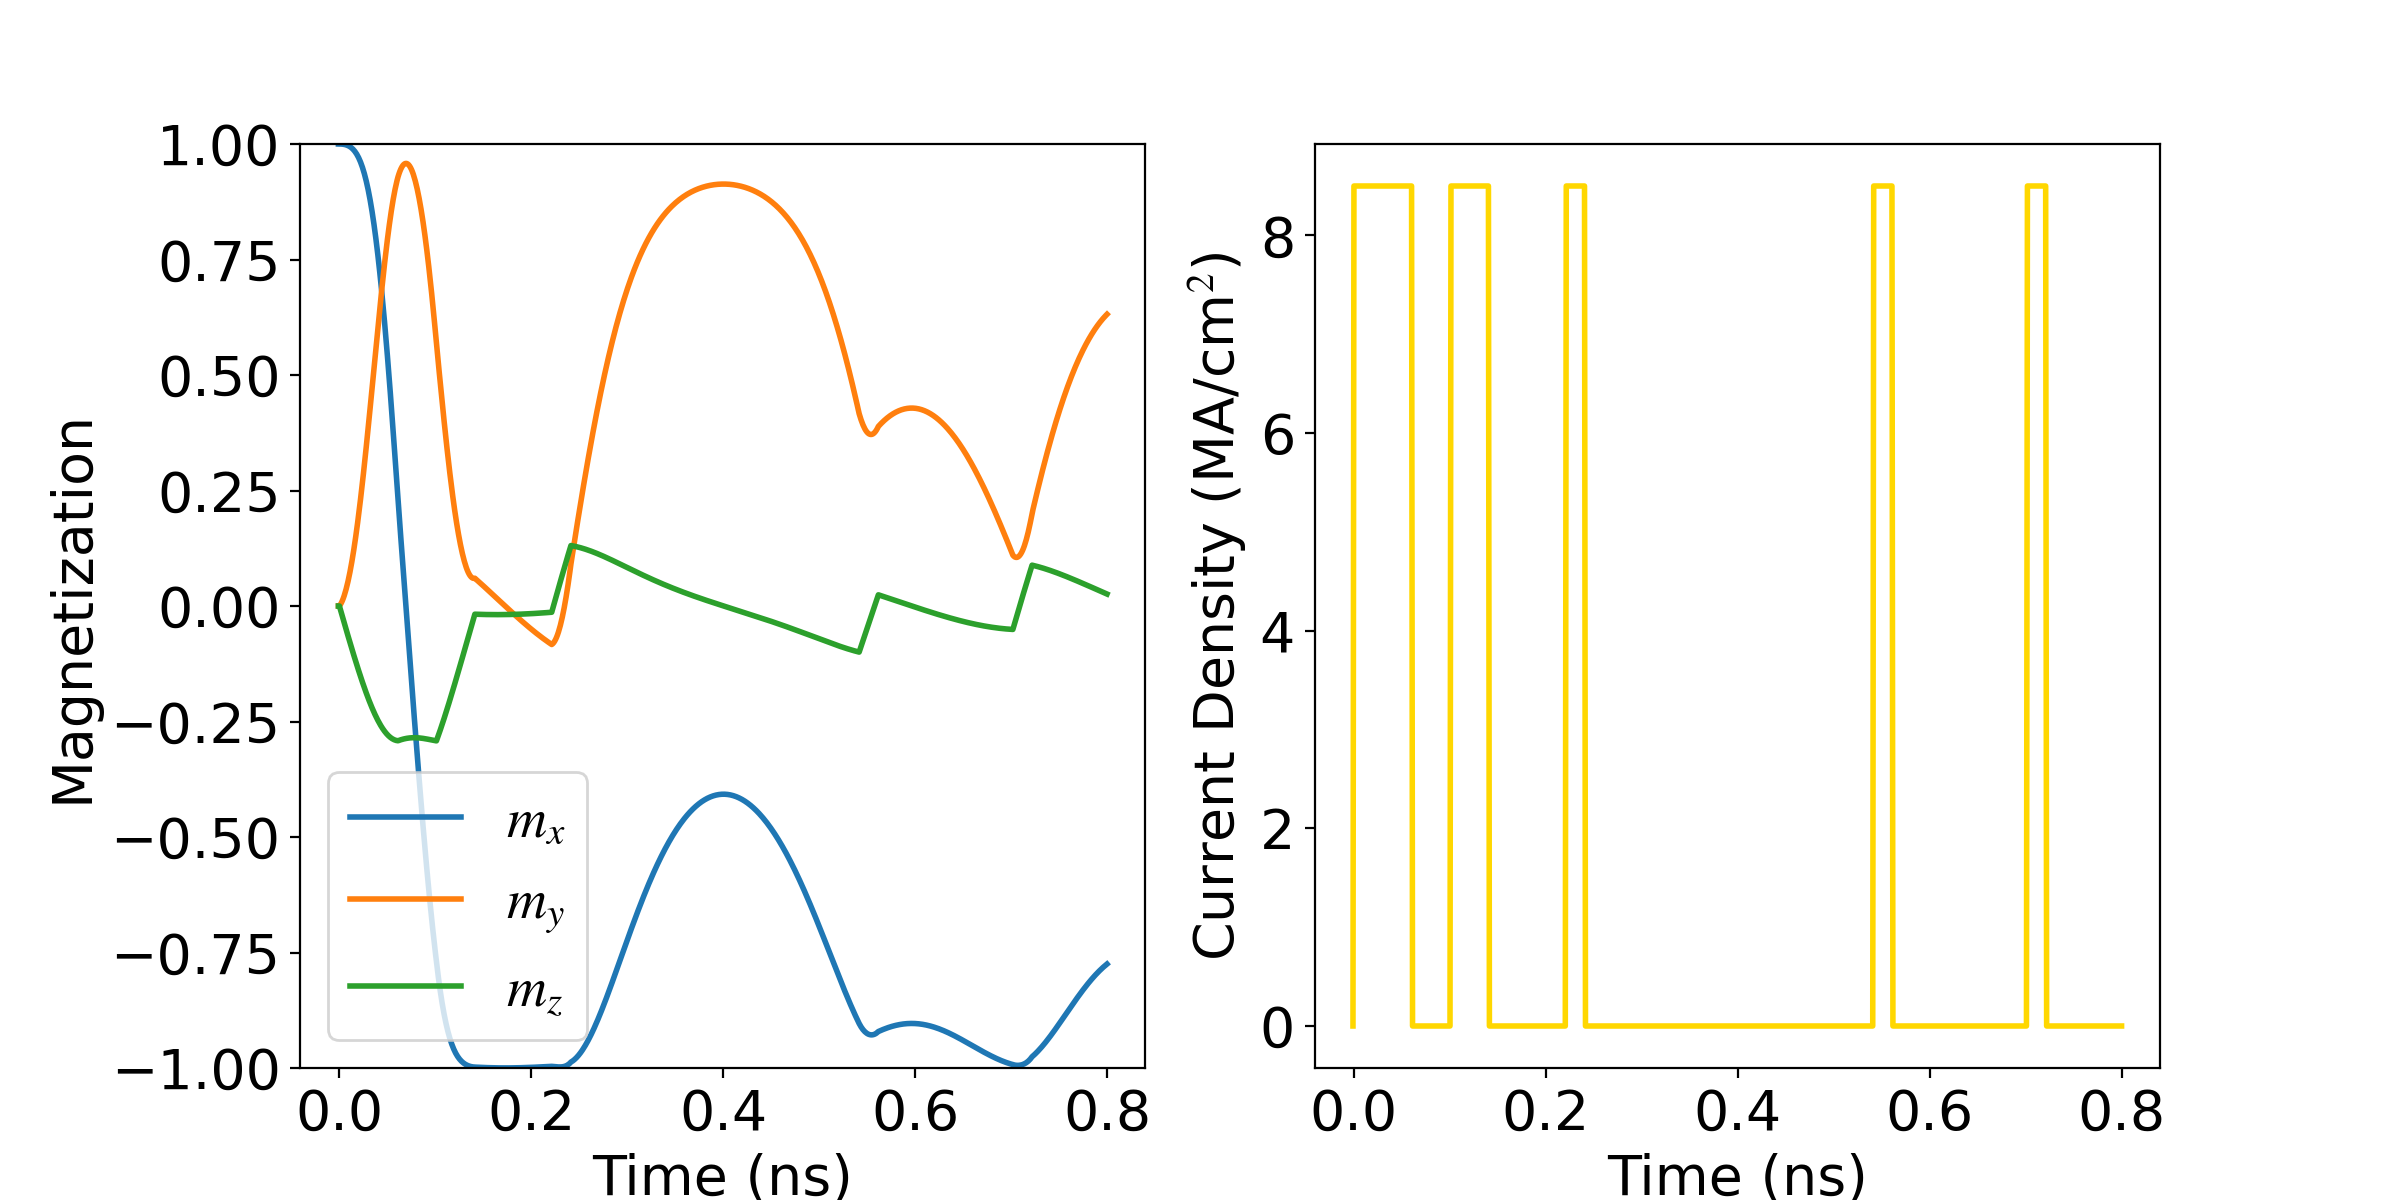 1.00
0.75
0.50
0.25
0.00
−0.25
−0.50
−0.75
−1.00
Magnetization
m_x
m_y
m_z
0.0 0.2 0.4 0.6 0.8
Time (ns)
8
6
4
2
0
Current Density (MA/cm²)
0.0 0.2 0.4 0.6 0.8
Time (ns)